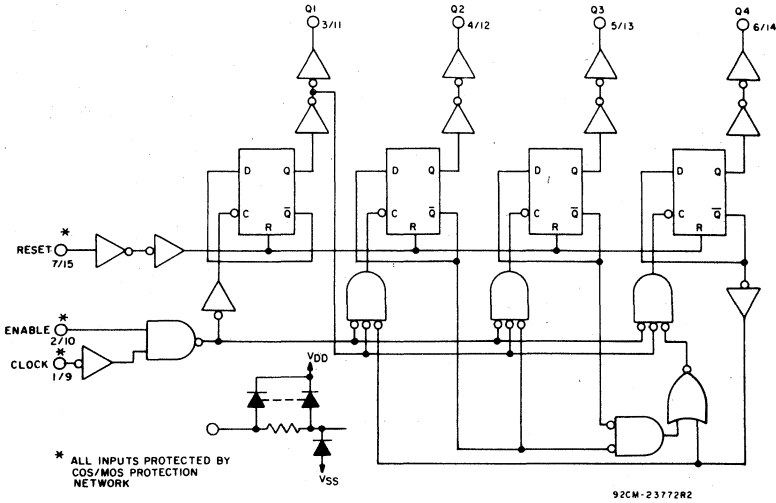 Q1 Q2 Q3 Q4
3/11 4/12 5/13 6/14
D Q D Q D Q D Q
C Q̅ C Q̅ C Q̅ C Q̅
R R R R
*
RESET
7/15
*
ENABLE
2/10
*
CLOCK
1/9
VDD
VSS
* ALL INPUTS PROTECTED BY
COS/MOS PROTECTION
NETWORK
92CM-23772R2